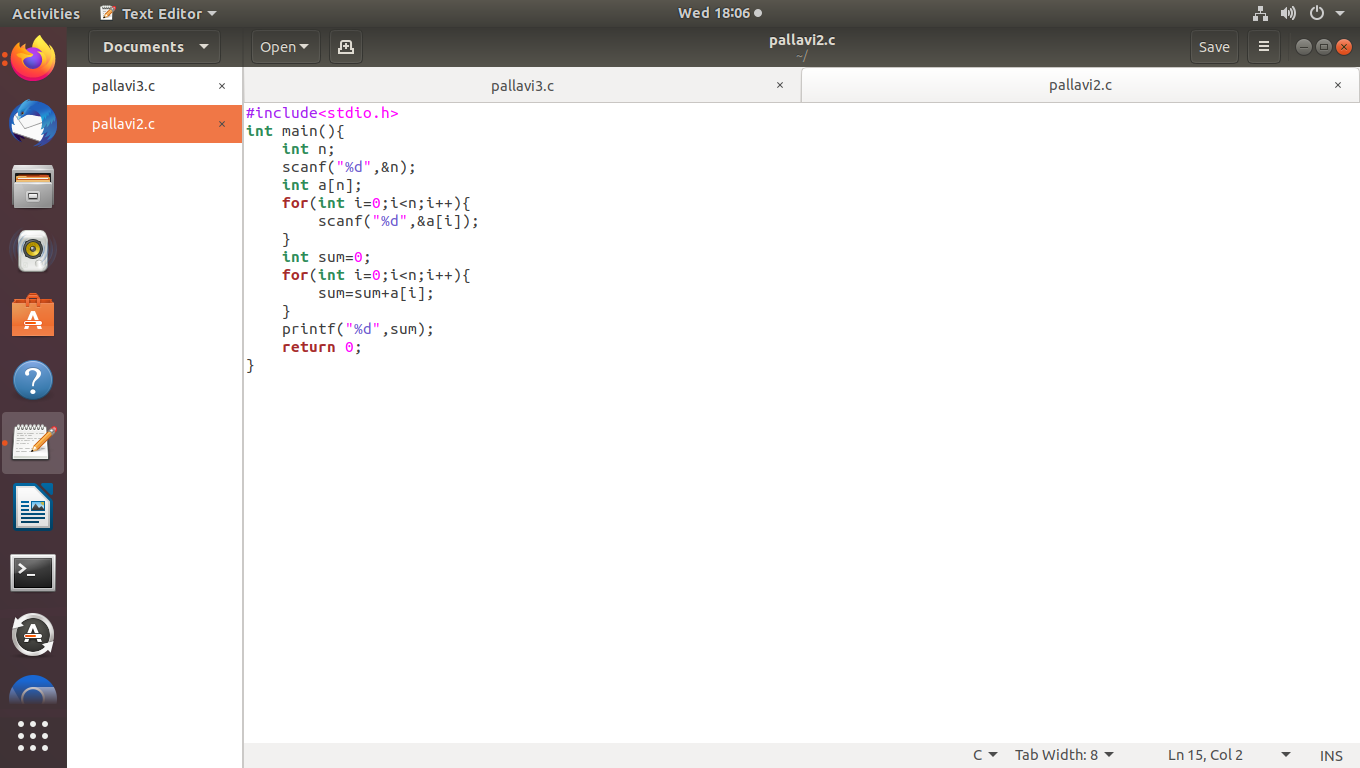 Activities Text Editor Wed 18:06
Documents Open pallavi2.c Save
~/
pallavi3.c
pallavi2.c
pallavi3.c pallavi2.c
#include<stdio.h>
int main(){
    int n;
    scanf("%d",&n);
    int a[n];
    for(int i=0;i<n;i++){
        scanf("%d",&a[i]);
    }
    int sum=0;
    for(int i=0;i<n;i++){
        sum=sum+a[i];
    }
    printf("%d",sum);
    return 0;
}
C Tab Width: 8 Ln 15, Col 2 INS